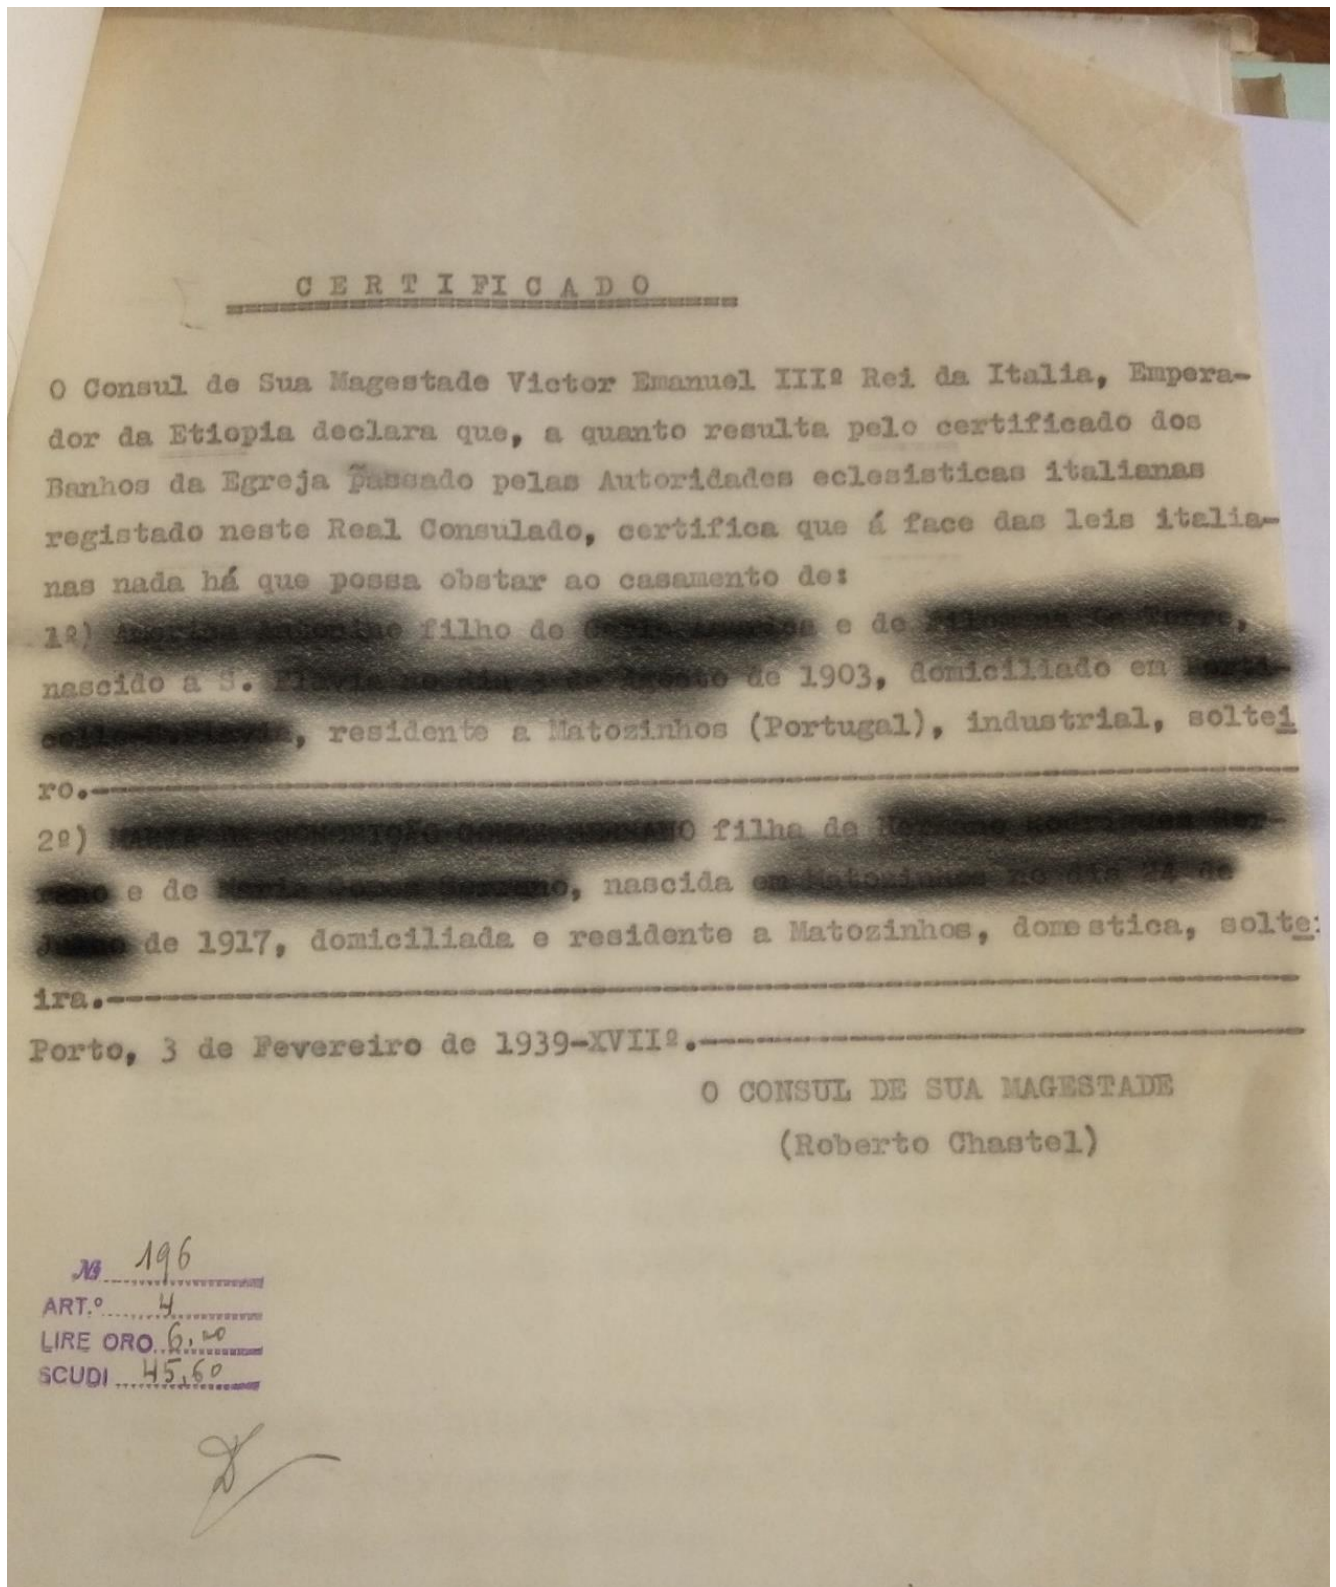 CERTIFICADO
O Consul de Sua Magestade Victor Emanuel IIIº Rei da Italia, Empera-
dor da Etiopia declara que, a quanto resulta pelo certificado dos
Banhos da Egreja passado pelas Autoridades eclesisticas italianas
registado neste Real Consulado, certifica que á face das leis italia-
nas nada há que possa obstar ao casamento de:
1º) filho de e de
nascido a S. de 1903, domiciliado em
, residente a Matozinhos (Portugal), industrial, soltei
ro.
2º) filha de
e de , nascida
de 1917, domiciliada e residente a Matozinhos, domestica, solte
ira.
Porto, 3 de Fevereiro de 1939-XVIIº.
O CONSUL DE SUA MAGESTADE
(Roberto Chastel)
Nº 196
ART.º 4
LIRE ORO 6,00
SCUDI 45,60